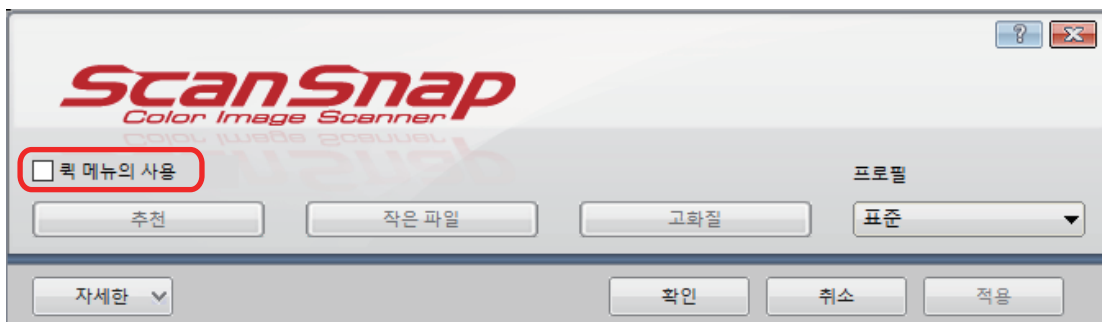 ?
ScanSnap
Color Image Scanner
퀵 메뉴의 사용
프로필
추천
작은 파일
고화질
표준
자세한
확인
취소
적용